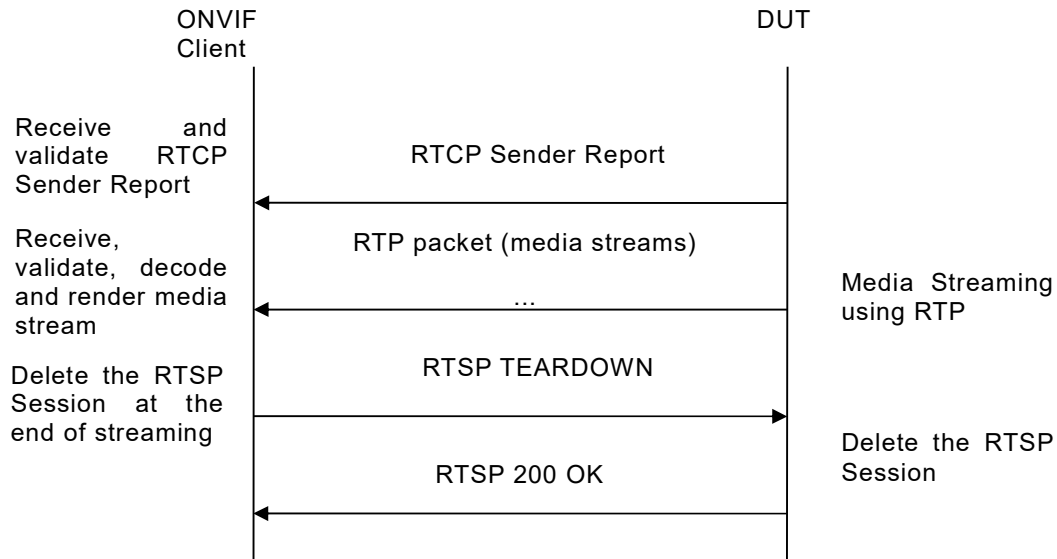 ONVIF
Client
DUT
Receive and
validate RTCP
Sender Report
RTCP Sender Report
Receive,
validate, decode
and render media
stream
RTP packet (media streams)
...
Media Streaming
using RTP
Delete the RTSP
Session at the
end of streaming
RTSP TEARDOWN
Delete the RTSP
Session
RTSP 200 OK